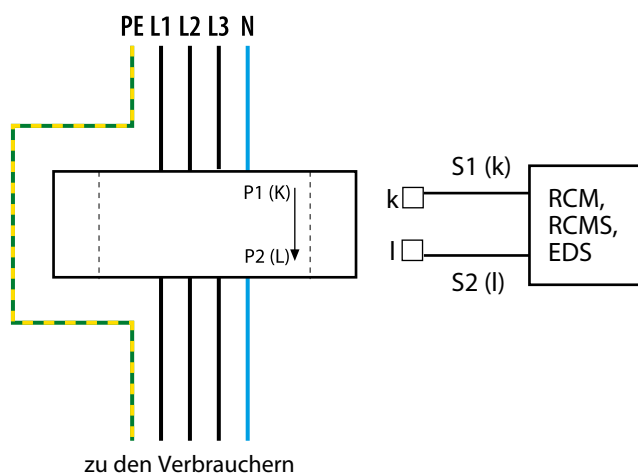 PE L1 L2 L3 N
P1 (K)
P2 (L)
k
l
S1 (k)
S2 (l)
RCM,
RCMS,
EDS
zu den Verbrauchern